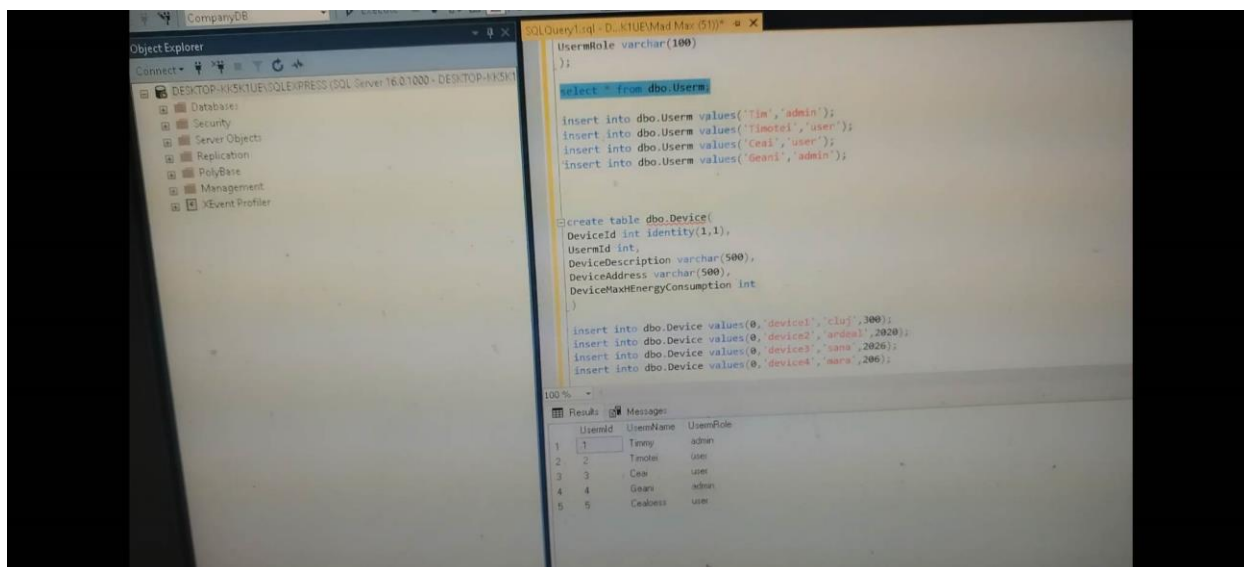 CompanyDB
SQLQuery1.sql - D...K1UE\Mad Max (51))*
Object Explorer
Connect
DESKTOP-KK5K1UE\SQLEXPRESS (SQL Server 16.0.1000 - DESKTOP-KK5K1
Databases
Security
Server Objects
Replication
PolyBase
Management
XEvent Profiler
UsermRole varchar(100)
);
select * from dbo.Userm;
insert into dbo.Userm values('Tim','admin');
insert into dbo.Userm values('Timotei','user');
insert into dbo.Userm values('Ceai','user');
insert into dbo.Userm values('Geani','admin');
create table dbo.Device(
DeviceId int identity(1,1),
UsermId int,
DeviceDescription varchar(500),
DeviceAddress varchar(500),
DeviceMaxHEnergyConsumption int
)
insert into dbo.Device values(0,'device1','cluj',300);
insert into dbo.Device values(0,'device2','ardeal',2020);
insert into dbo.Device values(0,'device3','sana',2026);
insert into dbo.Device values(0,'device4','mara',206);
100 %
Results Messages
UsermId UsermName UsermRole
1 1 Timmy admin
2 2 Timotei user
3 3 Ceai user
4 4 Geani admin
5 5 user